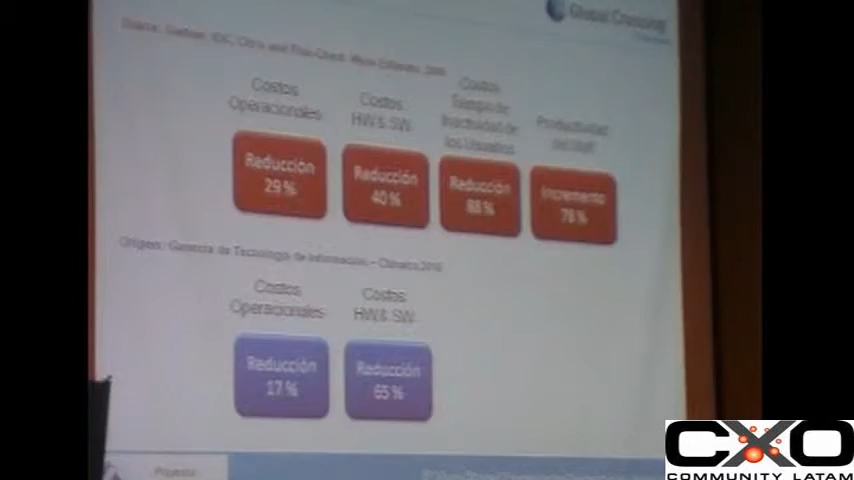 Global Crossing
Costos
Operacionales
Costos
HW & SW
Costos
Tiempo de
Inactividad de
los Usuarios
Productividad
del Staff
Reducción
29 %
Reducción
40 %
Reducción
88 %
Incremento
78 %
Origen: Gerencia de Tecnología de Información -
2010
Costos
Operacionales
Costos
HW & SW
Reducción
17 %
Reducción
65 %
Proyecto
CXO
COMMUNITY LATAM